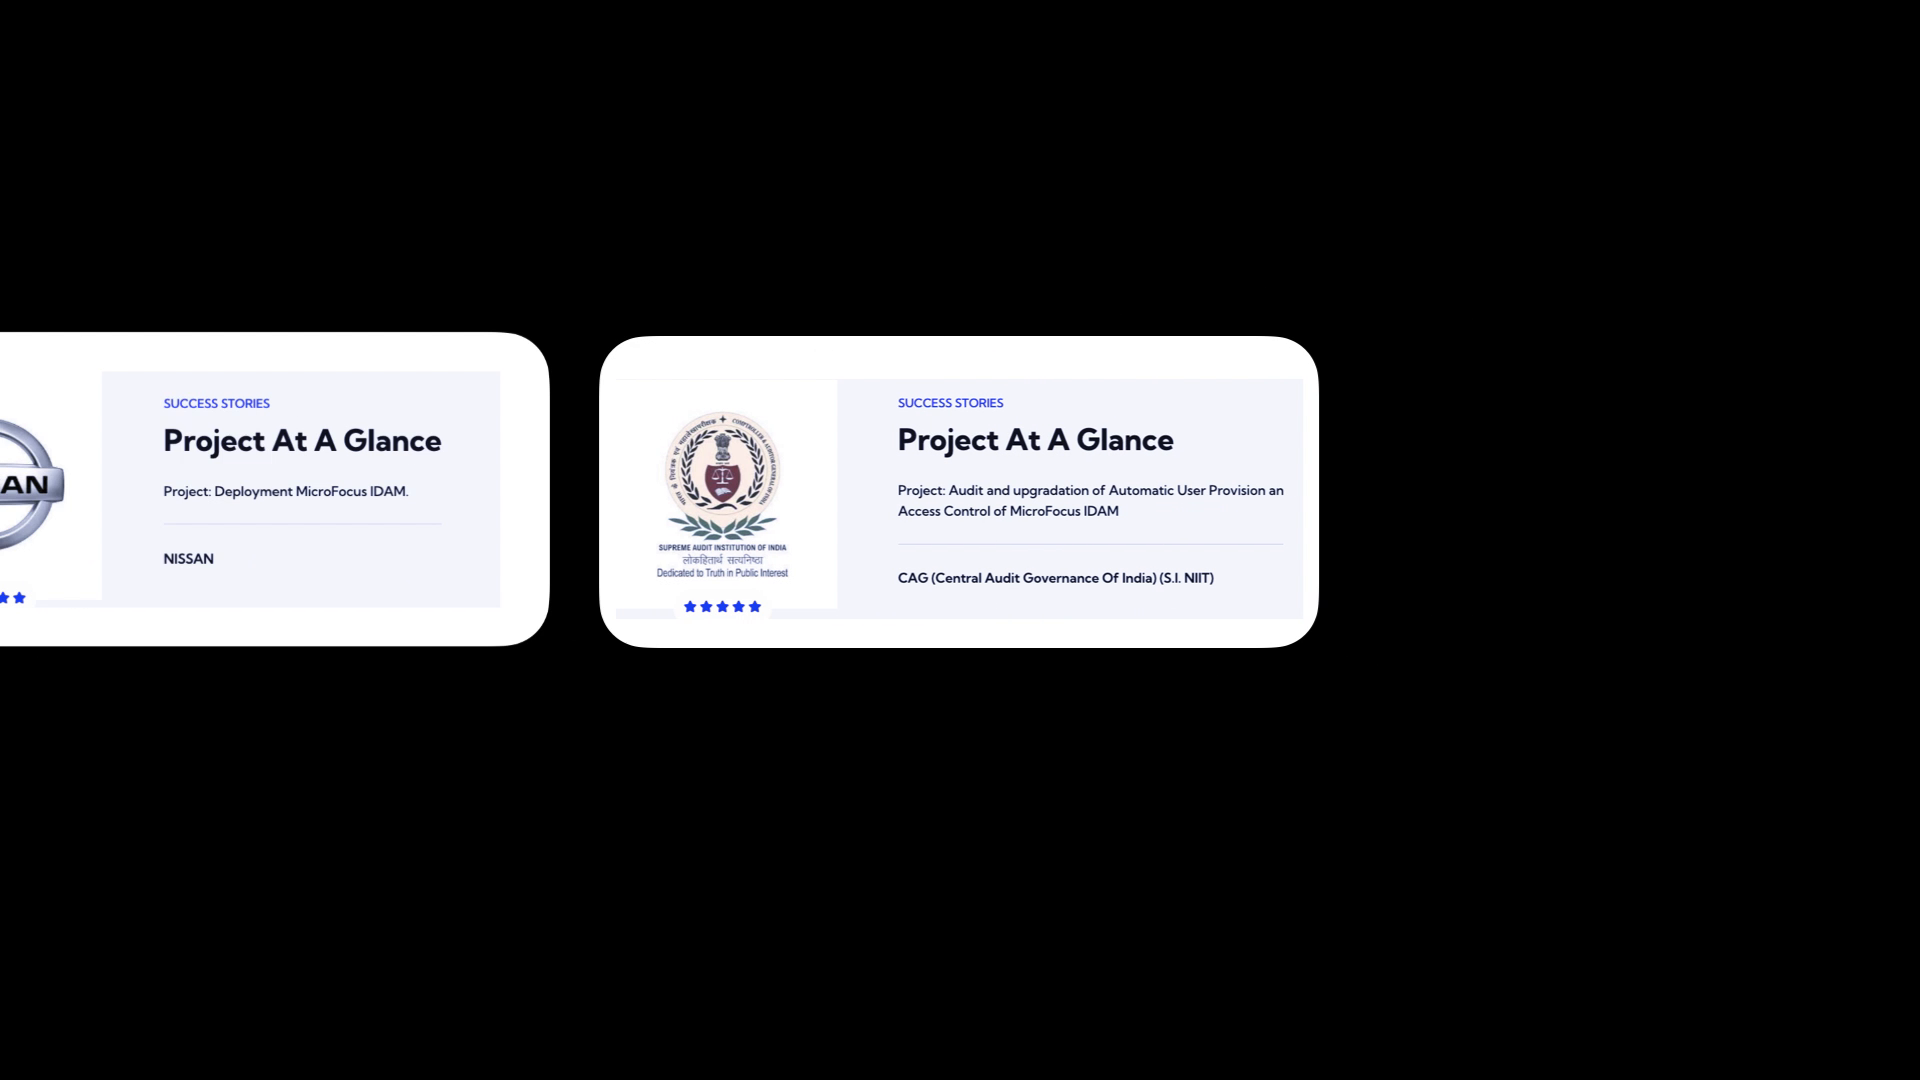 AN
SUCCESS STORIES
Project At A Glance
Project: Deployment MicroFocus IDAM.
NISSAN
SUPREME AUDIT INSTITUTION OF INDIA
लोकहितार्थ सत्यनिष्ठा
Dedicated to Truth in Public Interest
SUCCESS STORIES
Project At A Glance
Project: Audit and upgradation of Automatic User Provision an
Access Control of MicroFocus IDAM
CAG (Central Audit Governance Of India) (S.I. NIIT)